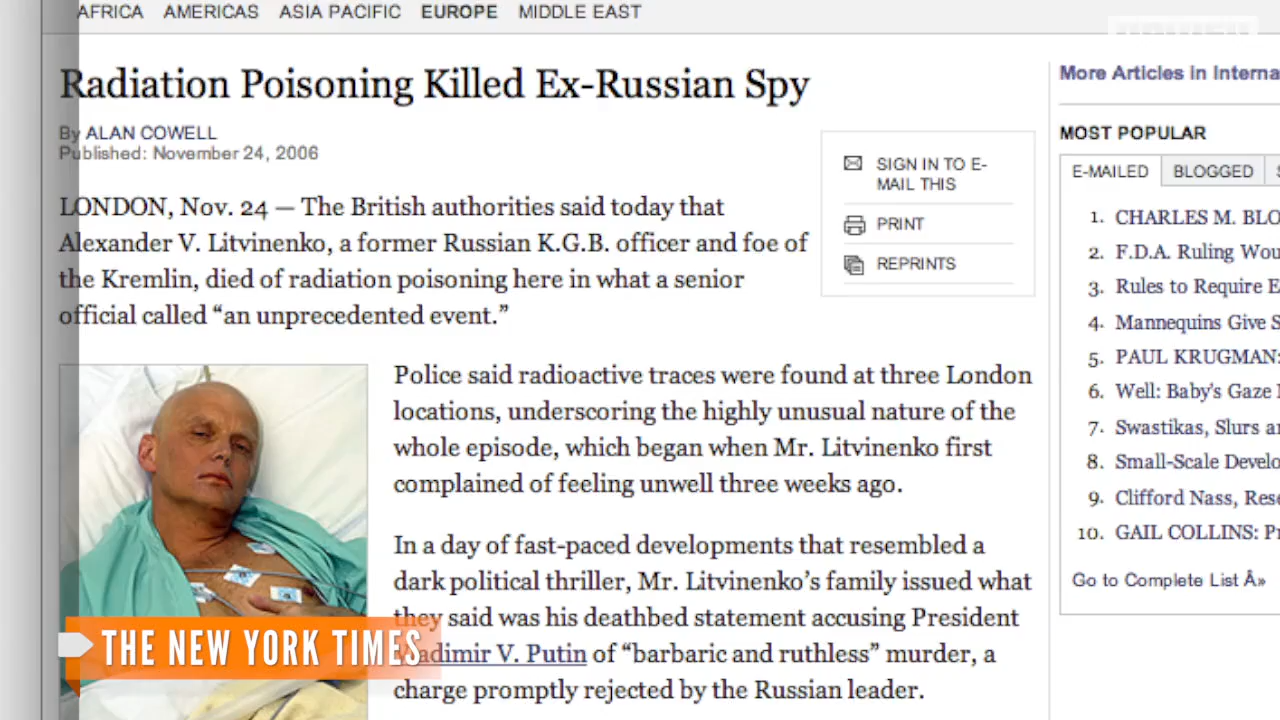 AFRICA AMERICAS ASIA PACIFIC EUROPE MIDDLE EAST
Radiation Poisoning Killed Ex-Russian Spy
By ALAN COWELL
Published: November 24, 2006
LONDON, Nov. 24 — The British authorities said today that
Alexander V. Litvinenko, a former Russian K.G.B. officer and foe of
the Kremlin, died of radiation poisoning here in what a senior
official called “an unprecedented event.”
SIGN IN TO E-
MAIL THIS
PRINT
REPRINTS
Police said radioactive traces were found at three London
locations, underscoring the highly unusual nature of the
whole episode, which began when Mr. Litvinenko first
complained of feeling unwell three weeks ago.
In a day of fast-paced developments that resembled a
dark political thriller, Mr. Litvinenko’s family issued what
they said was his deathbed statement accusing President
Vladimir V. Putin of “barbaric and ruthless” murder, a
charge promptly rejected by the Russian leader.
THE NEW YORK TIMES
More Articles in Interna
MOST POPULAR
E-MAILED BLOGGED
1. CHARLES M. BLO
2. F.D.A. Ruling Wou
3. Rules to Require E
4. Mannequins Give S
5. PAUL KRUGMAN:
6. Well: Baby’s Gaze
7. Swastikas, Slurs an
8. Small-Scale Develo
9. Clifford Nass, Rese
10. GAIL COLLINS: Pr
Go to Complete List Â»